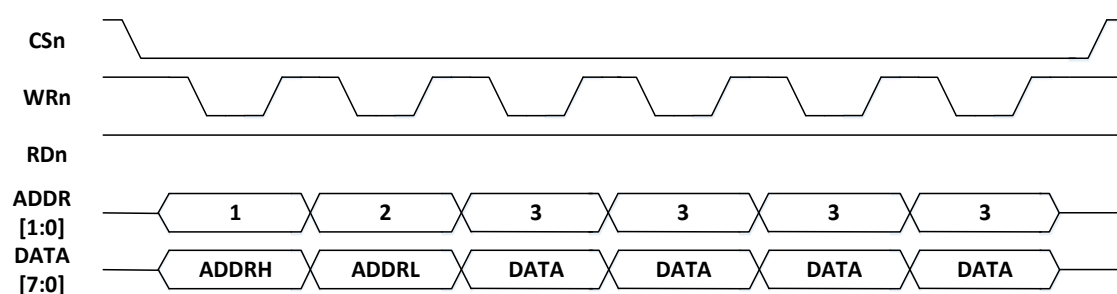 CSn
WRn
RDn
ADDR
[1:0]
1 2 3 3 3 3
DATA
[7:0]
ADDRH ADDRL DATA DATA DATA DATA